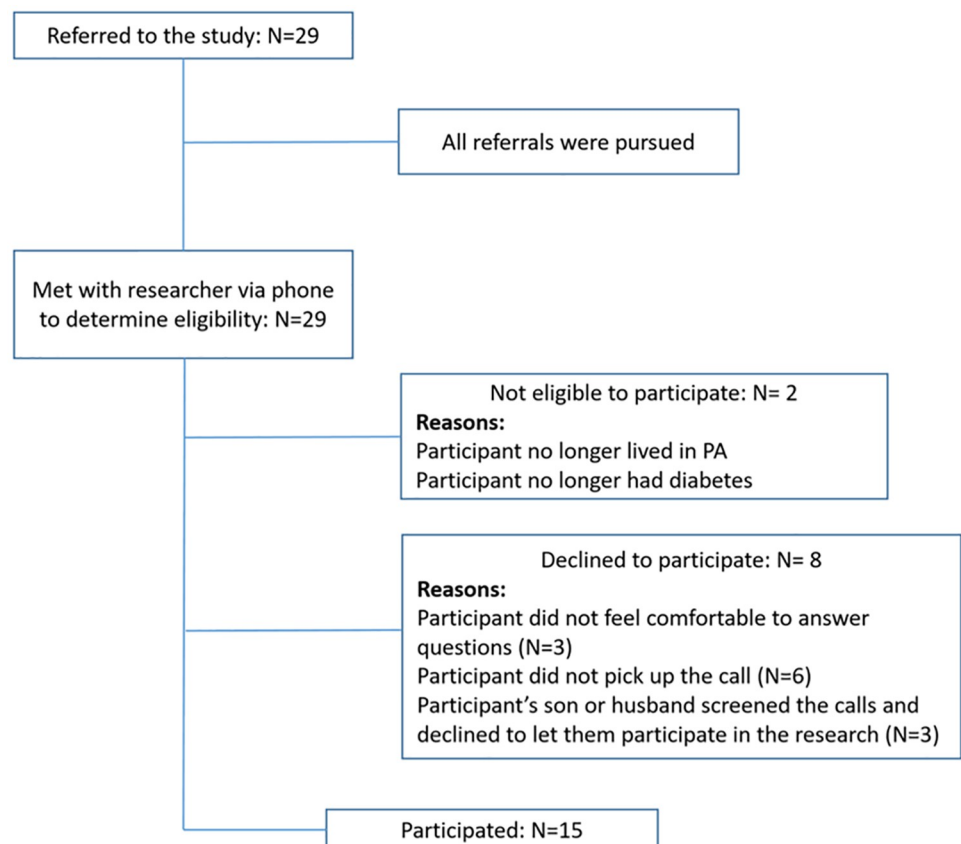 Referred to the study: N=29
All referrals were pursued
Met with researcher via phone
to determine eligibility: N=29
Not eligible to participate: N= 2
Reasons:
Participant no longer lived in PA
Participant no longer had diabetes
Declined to participate: N= 8
Reasons:
Participant did not feel comfortable to answer
questions (N=3)
Participant did not pick up the call (N=6)
Participant’s son or husband screened the calls and
declined to let them participate in the research (N=3)
Participated: N=15